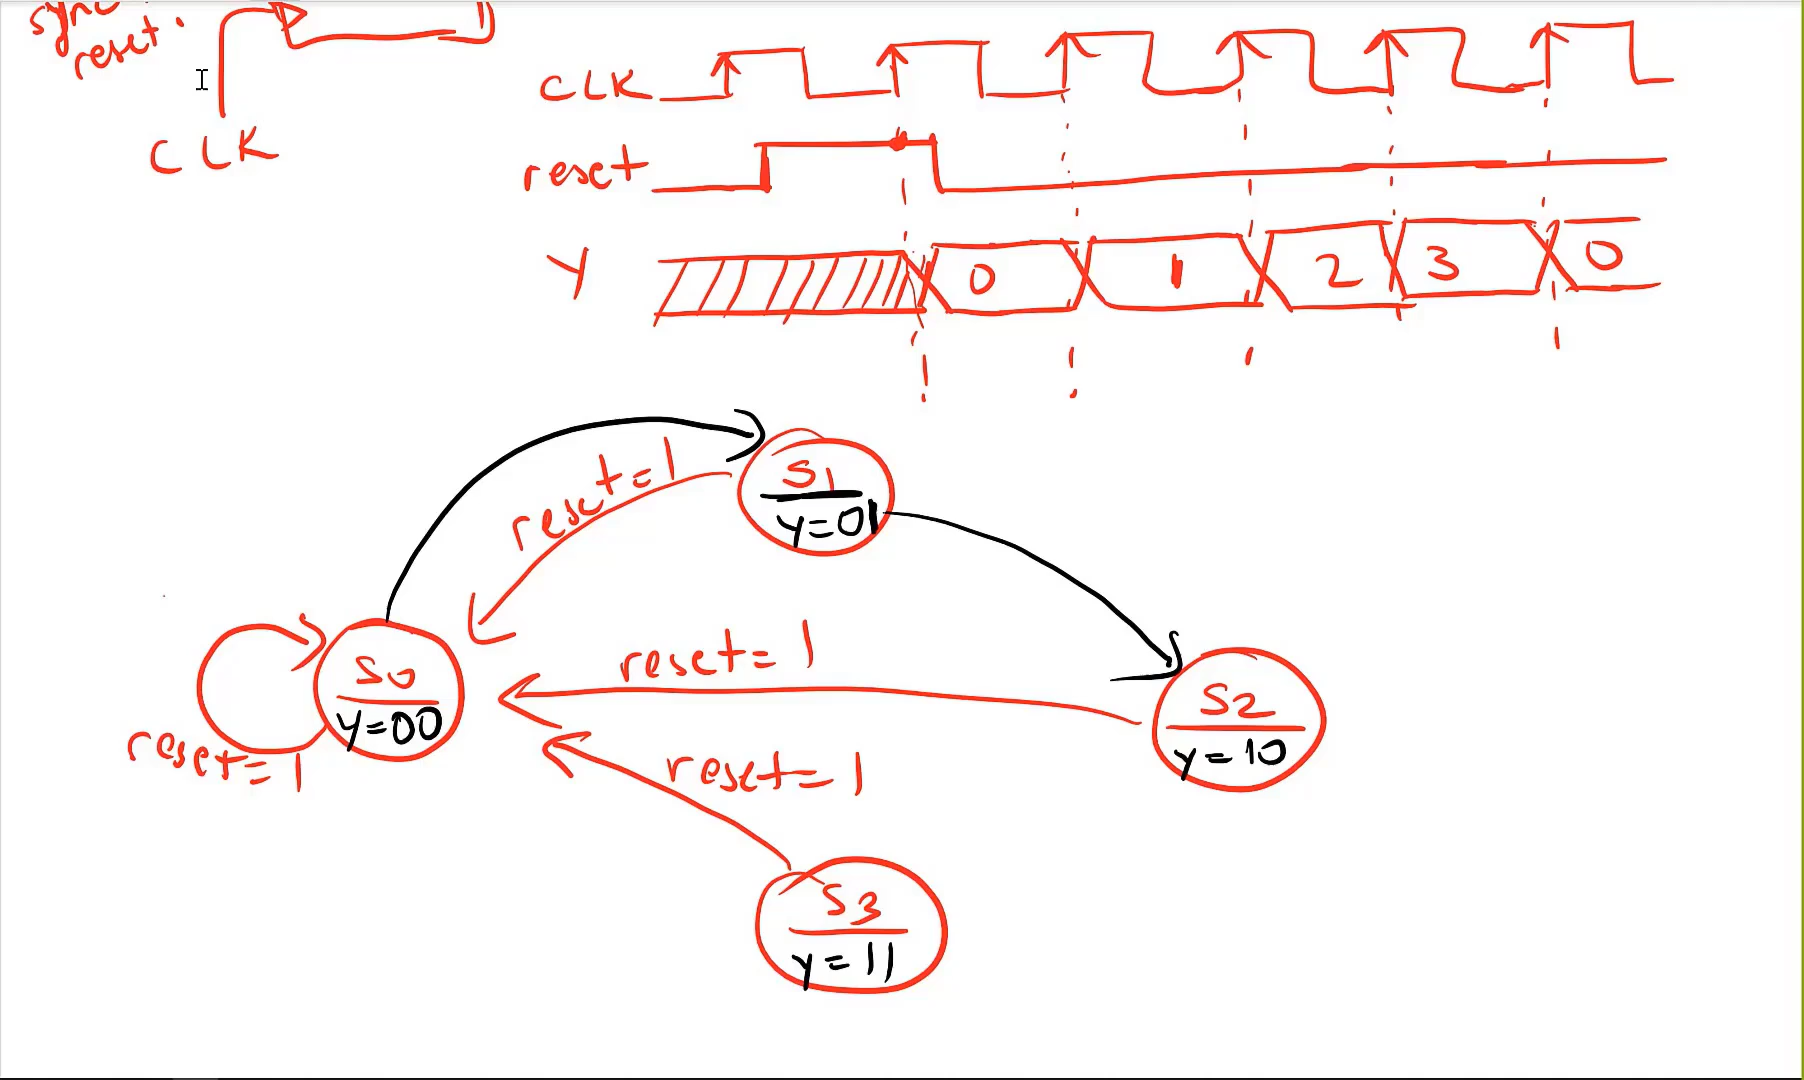 sync
reset.
CLK
CLK
reset
Y 0 1 2 3 0
reset=1
S1
y=01
reset=1
S0
y=00
reset=1
S2
y=10
reset=1
S3
y=11